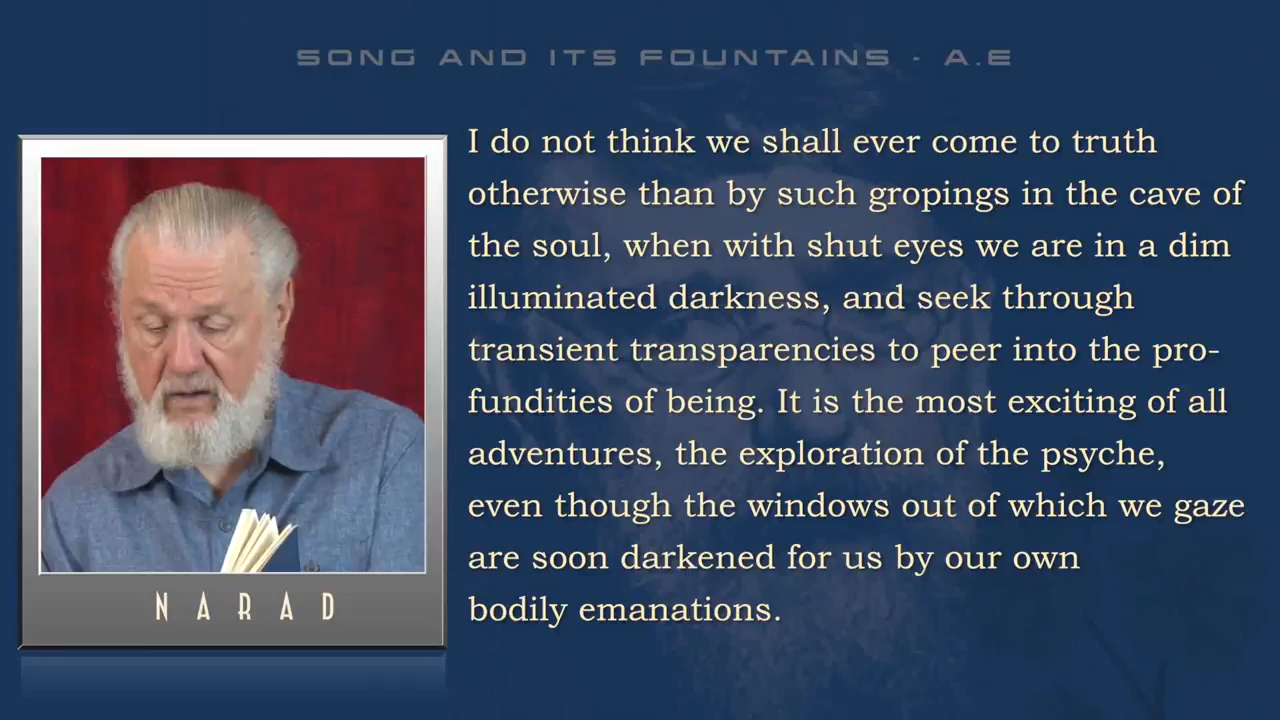 SONG AND ITS FOUNTAINS - A.E
I do not think we shall ever come to truth
otherwise than by such gropings in the cave of
the soul, when with shut eyes we are in a dim
illuminated darkness, and seek through
transient transparencies to peer into the pro-
fundities of being. It is the most exciting of all
adventures, the exploration of the psyche,
even though the windows out of which we gaze
are soon darkened for us by our own
bodily emanations.
NARAD